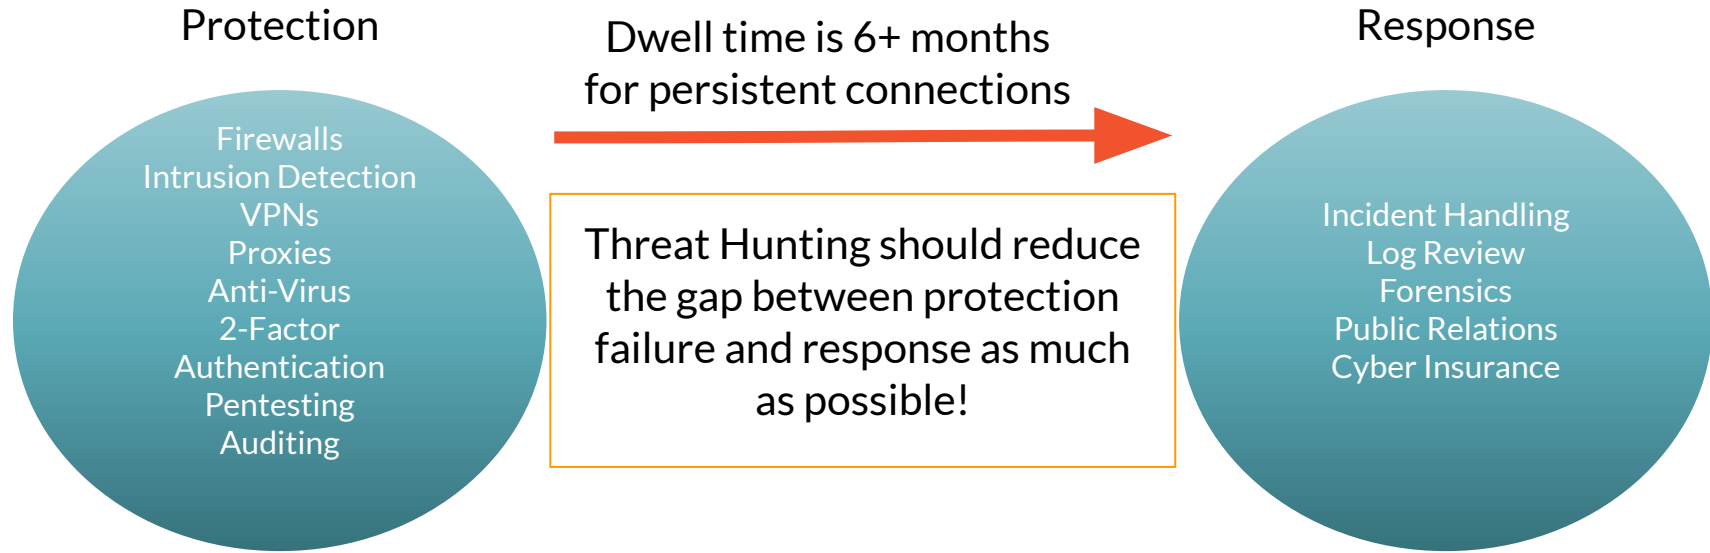 Protection
Firewalls
Intrusion Detection
VPNs
Proxies
Anti-Virus
2-Factor
Authentication
Pentesting
Auditing
Dwell time is 6+ months
for persistent connections
Threat Hunting should reduce
the gap between protection
failure and response as much
as possible!
Response
Incident Handling
Log Review
Forensics
Public Relations
Cyber Insurance